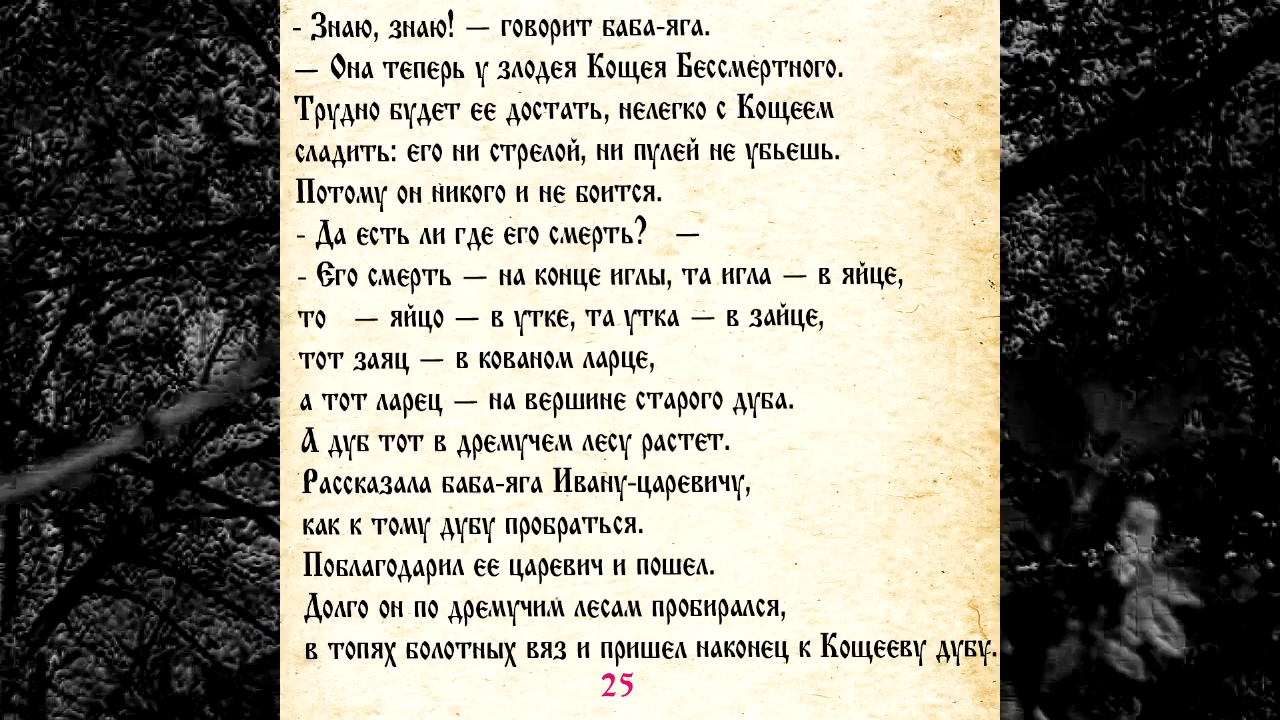 - Знаю, знаю! — говорит баба-яга.
— Она теперь у злодея Кощея Бессмертного.
Трудно будет ее достать, нелегко с Кощеем
сладить: его ни стрелой, ни пулей не убьешь.
Потому он никого и не боится.
- Да есть ли где его смерть? —
- Его смерть — на конце иглы, та игла — в яйце,
то — яйцо — в утке, та утка — в зайце,
тот заяц — в кованом ларце,
а тот ларец — на вершине старого дуба.
А дуб тот в дремучем лесу растет.
Рассказала баба-яга Ивану-царевичу,
как к тому дубу пробраться.
Поблагодарил ее царевич и пошел.
Долго он по дремучим лесам пробирался,
в топях болотных вяз и пришел наконец к Кощееву дубу.
25